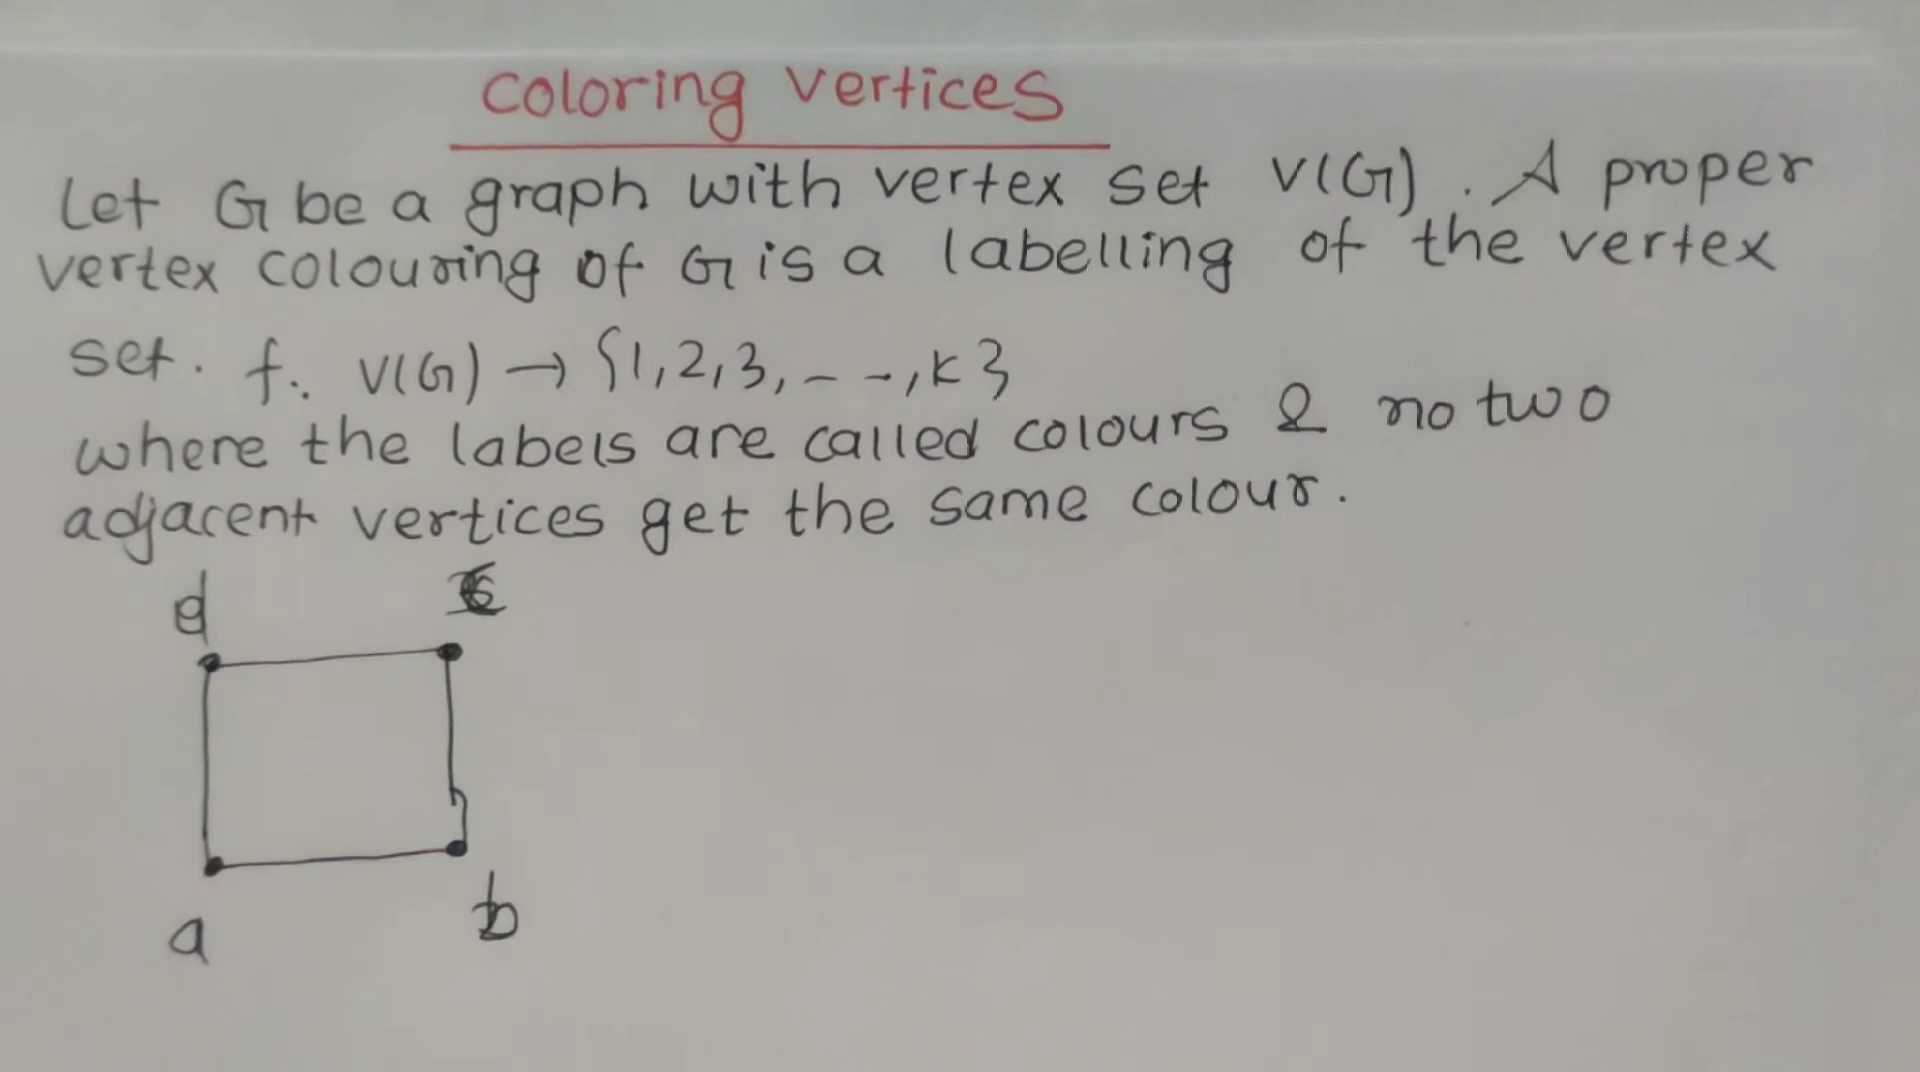 coloring vertices
Let G be a graph with vertex set V(G). A proper
vertex colouring of G is a labelling of the vertex
set. f: V(G) → {1,2,3,- - -,k}
where the labels are called colours & no two
adjacent vertices get the same colour.
d
a b